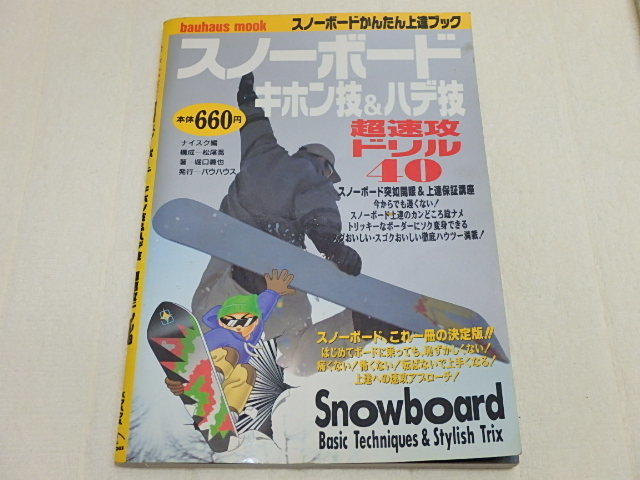 bauhaus mook スノーボードかんたん上達ブック
スノーボード
キホン技&ハデ技
本体660円
超速攻
ドリル
40
ナイスク編
構成—松尾喬
著—堀口善也
発行—バウハウス
スノーボード突如開眼&上達保証講座
今からでも遅くない!
スノーボード上達のカンどころ総ナメ
トリッキーなボーダーにソク変身できる
おいしい・スゴクおいしい徹底ハウツー満載!
スノーボード、これ一冊の決定版!!
はじめてボードに乗っても、恥ずかしくない!
痛くない!怖くない!転ばないで上手くなる!
上達への速攻アプローチ!
Snowboard
Basic Techniques & Stylish Trix